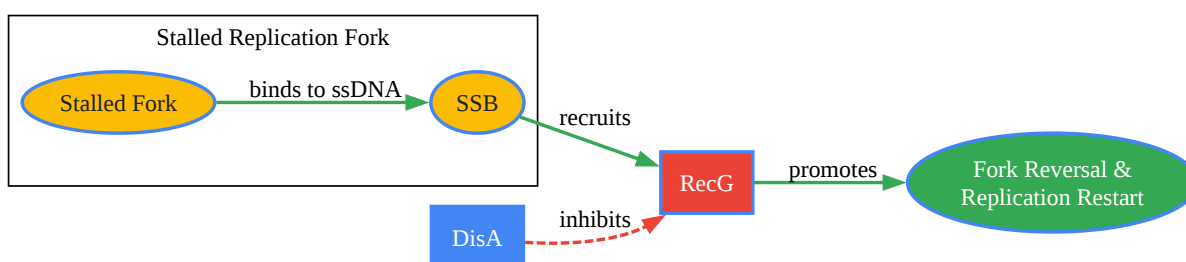 Stalled Replication Fork
Stalled Fork
binds to ssDNA
SSB
recruits
RecG
promotes
Fork Reversal &
Replication Restart
inhibits
DisA